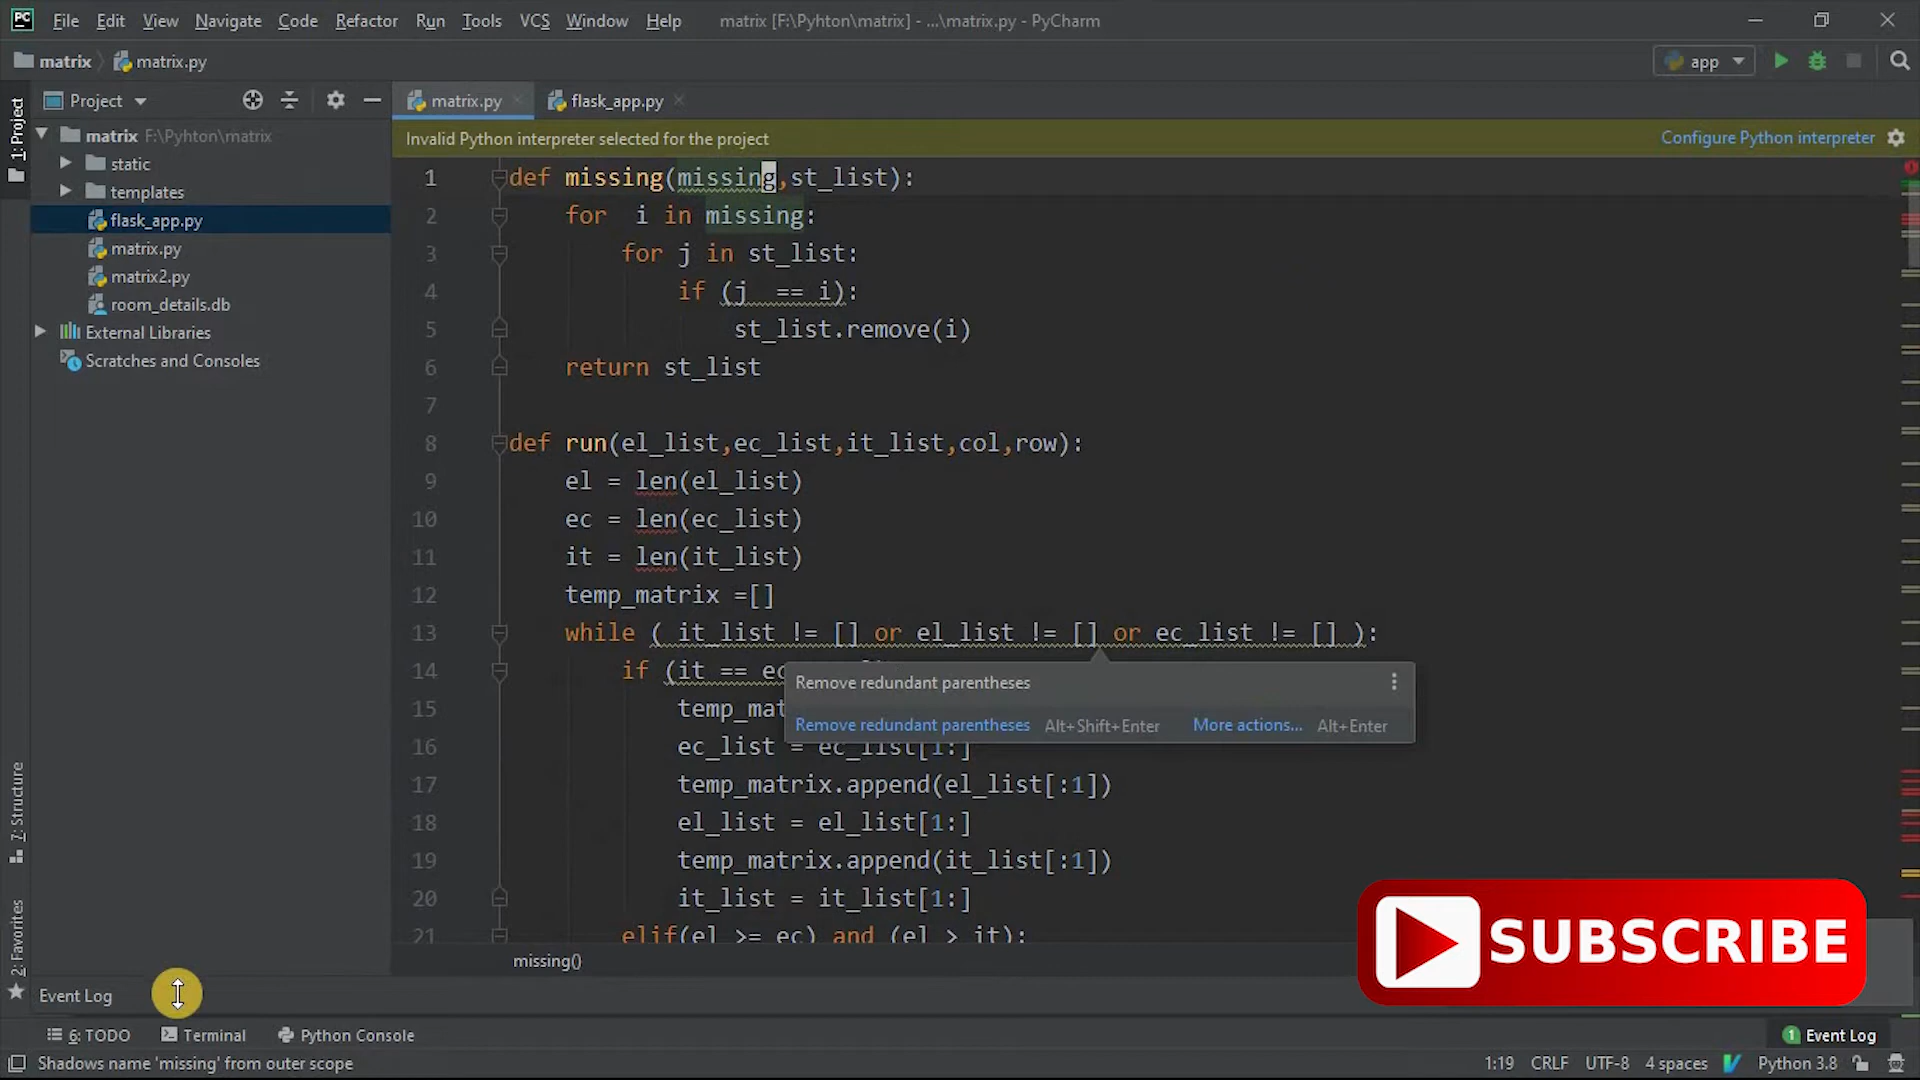 PC File Edit View Navigate Code Refactor Run Tools VCS Window Help matrix [F:\Pyhton\matrix] - ...\matrix.py - PyCharm
matrix matrix.py app
1: Project Project matrix.py flask_app.py
matrix F:\Pyhton\matrix
static
templates
flask_app.py
matrix.py
matrix2.py
room_details.db
External Libraries
Scratches and Consoles
7: Structure
2: Favorites
Invalid Python interpreter selected for the project Configure Python interpreter
1 def missing(missing,st_list):
2 for i in missing:
3 for j in st_list:
4 if (j == i):
5 st_list.remove(i)
6 return st_list
7
8 def run(el_list,ec_list,it_list,col,row):
9 el = len(el_list)
10 ec = len(ec_list)
11 it = len(it_list)
12 temp_matrix =[]
13 while ( it_list != [] or el_list != [] or ec_list != [] ):
14 if (it == ec
Remove redundant parentheses
15 temp_mat
Remove redundant parentheses Alt+Shift+Enter More actions... Alt+Enter
16 ec_list = ec_list[1:]
17 temp_matrix.append(el_list[:1])
18 el_list = el_list[1:]
19 temp_matrix.append(it_list[:1])
20 it_list = it_list[1:]
21 elif(el >= ec) and (el > it):
SUBSCRIBE
missing()
Event Log
6: TODO Terminal Python Console 1 Event Log
Shadows name 'missing' from outer scope 1:19 CRLF UTF-8 4 spaces Python 3.8